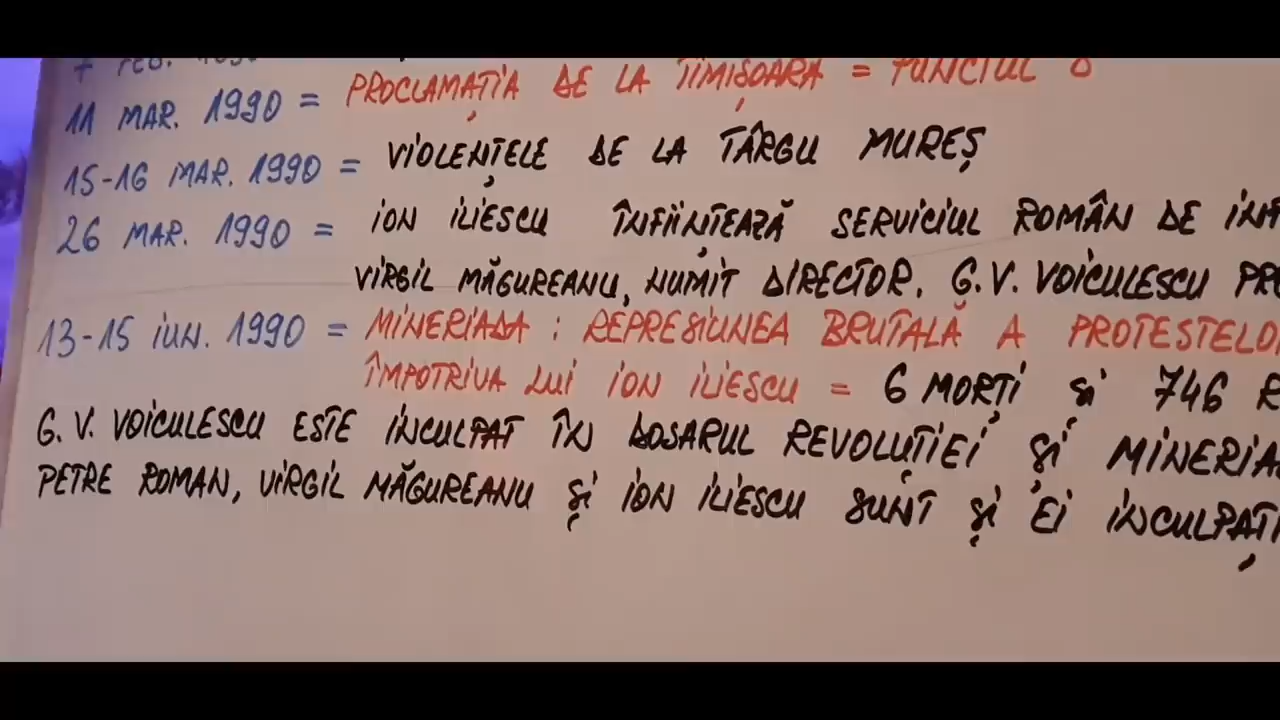 11 MAR. 1990 = PROCLAMAȚIA DE LA TIMIȘOARA = PUNCTUL 8
15-16 MAR. 1990 = VIOLENȚELE DE LA TÂRGU MUREȘ
26 MAR. 1990 = ION ILIESCU ÎNFIINȚEAZĂ SERVICIUL ROMÂN DE
VIRGIL MĂGUREANU, NUMIT DIRECTOR. G.V. VOICULESCU
13-15 IUN. 1990 = MINERIADA : REPRESIUNEA BRUTALĂ A
ÎMPOTRIVA LUI ION ILIESCU = 6 MORȚI ȘI 746
G. V. VOICULESCU ESTE INCULPAT ÎN DOSARUL REVOLUȚIEI ȘI
PETRE ROMAN, VIRGIL MĂGUREANU ȘI ION ILIESCU SUNT ȘI EI INCULPAȚI